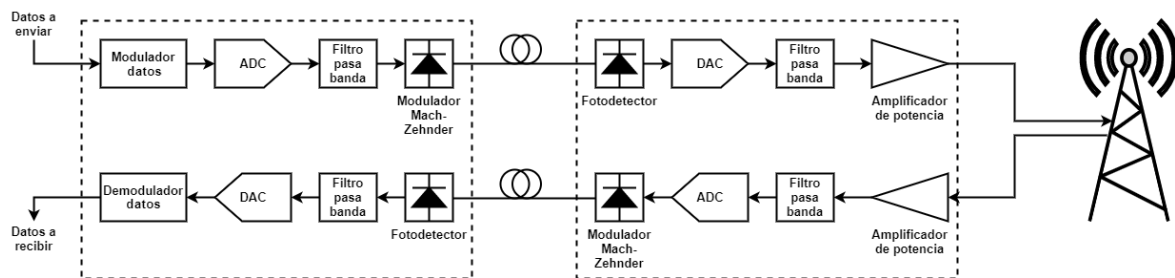 Datos a
enviar
Modulador
datos
ADC
Filtro
pasa
banda
Modulador
Mach-
Zehnder
Fotodetector
DAC
Filtro
pasa
banda
Amplificador
de potencia
Demodulador
datos
DAC
Filtro
pasa
banda
Fotodetector
Modulador
Mach-
Zehnder
ADC
Filtro
pasa
banda
Amplificador
de potencia
Datos a
recibir